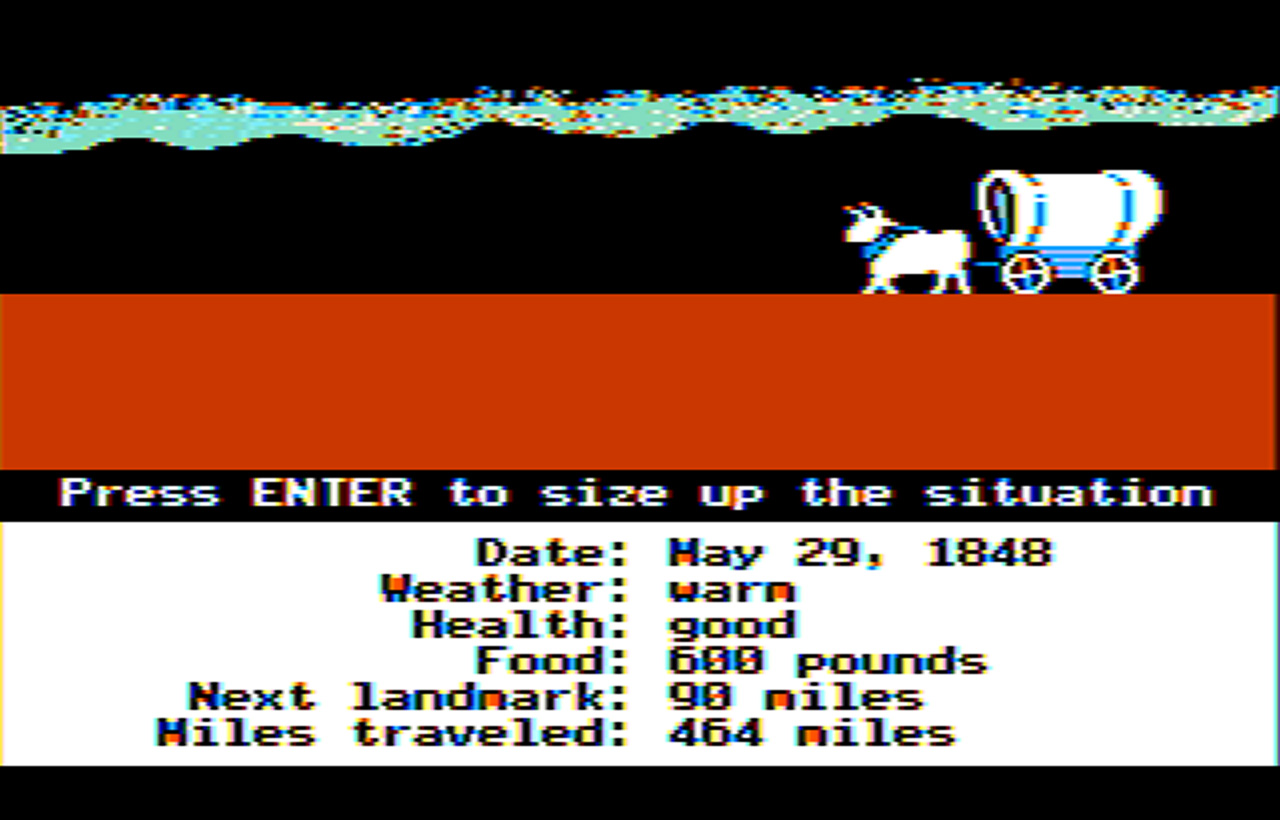 Press ENTER to size up the situation
Date: May 29, 1848
Weather: warm
Health: good
Food: 600 pounds
Next landmark: 90 miles
Miles traveled: 464 miles